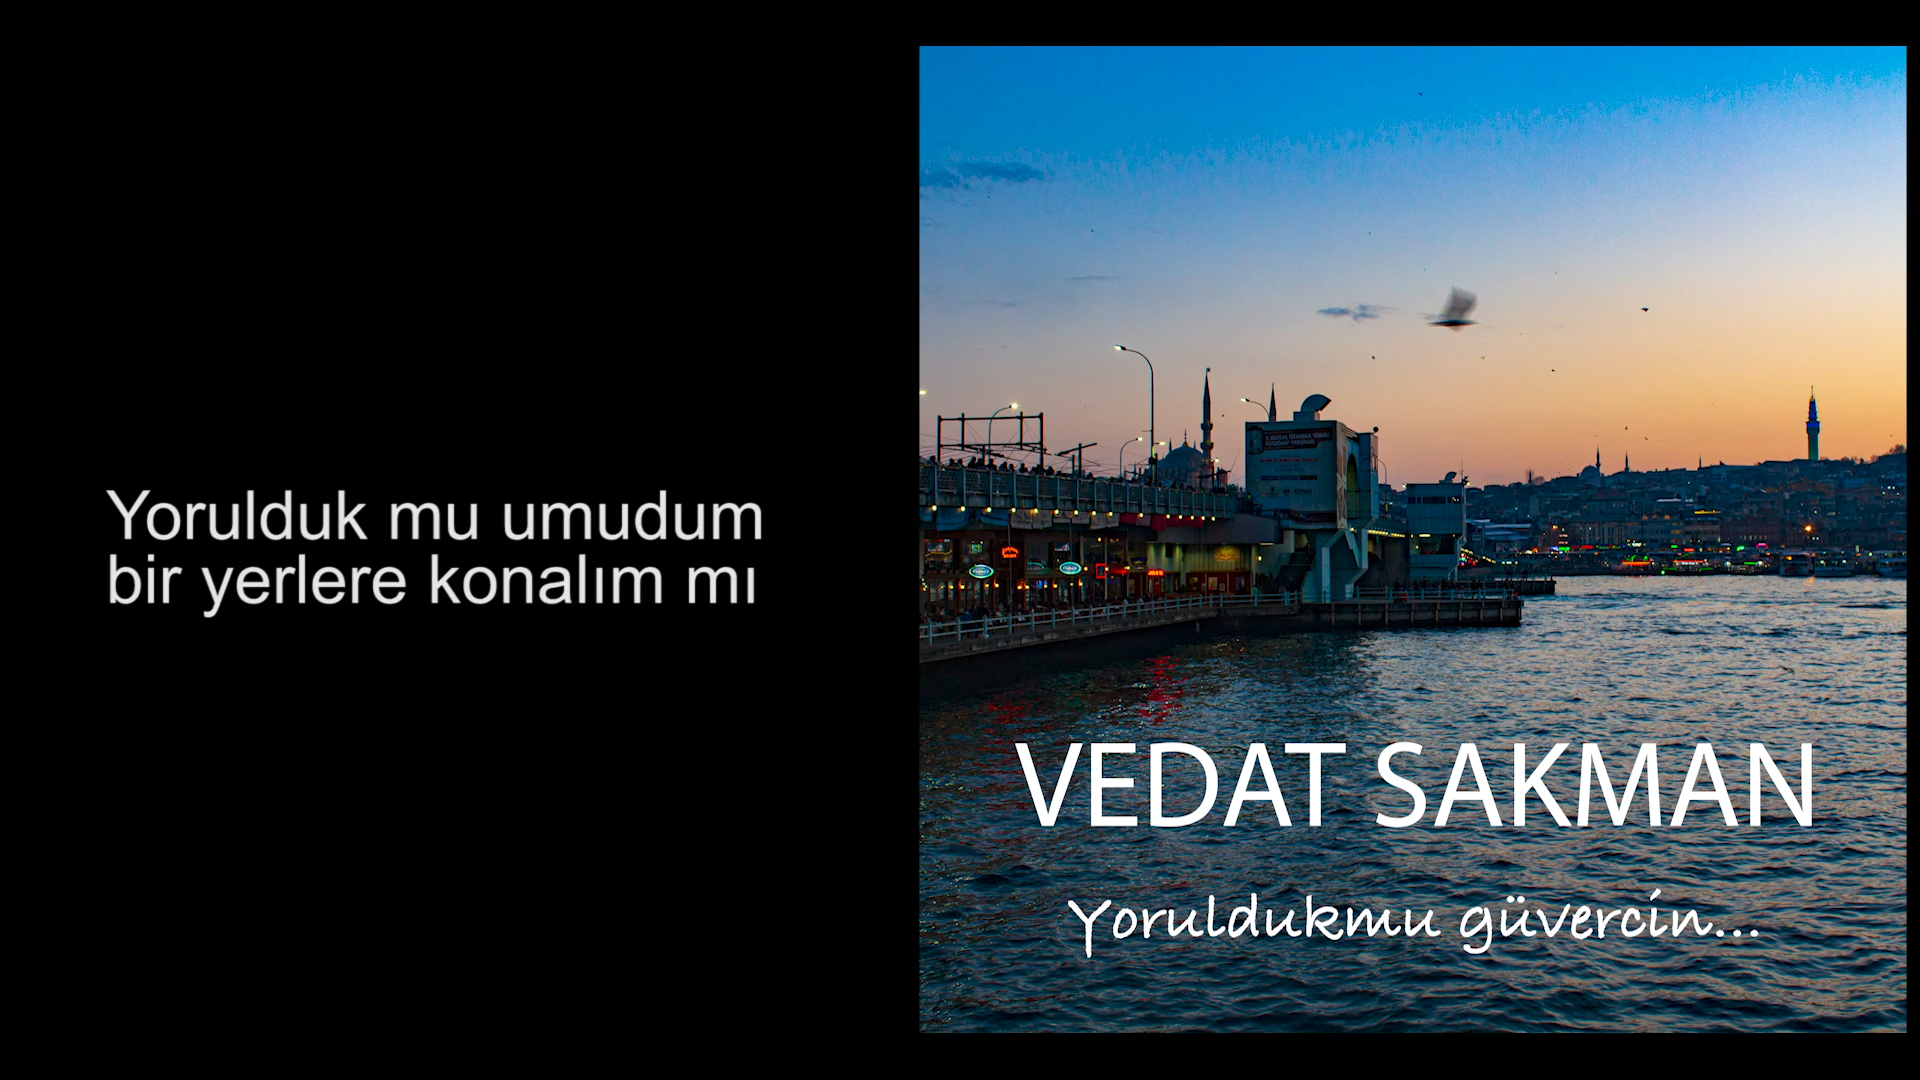 Yorulduk mu umudum
bir yerlere konalım mı
VEDAT SAKMAN
Yoruldukmu güvercin...